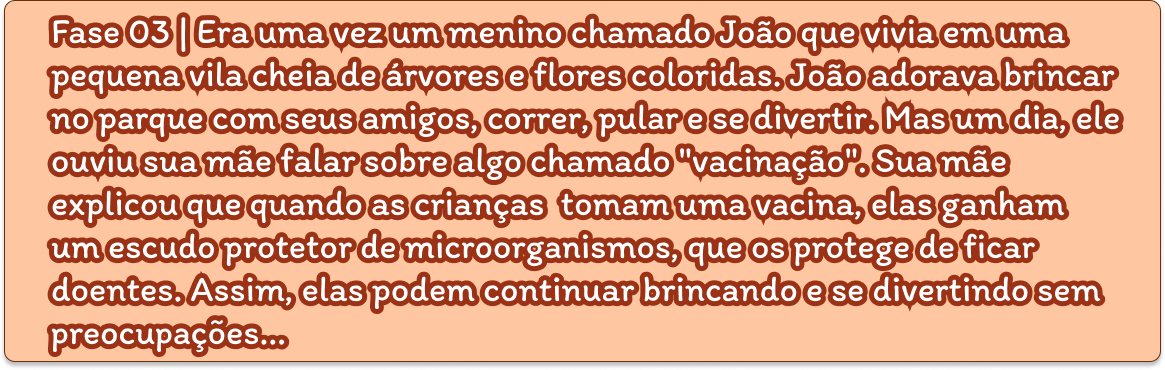 Fase 03 | Era uma vez um menino chamado João que vivia em uma
pequena vila cheia de árvores e flores coloridas. João adorava brincar
no parque com seus amigos, correr, pular e se divertir. Mas um dia, ele
ouviu sua mãe falar sobre algo chamado "vacinação". Sua mãe
explicou que quando as crianças  tomam uma vacina, elas ganham
um escudo protetor de microorganismos, que os protege de ficar
doentes. Assim, elas podem continuar brincando e se divertindo sem
preocupações...